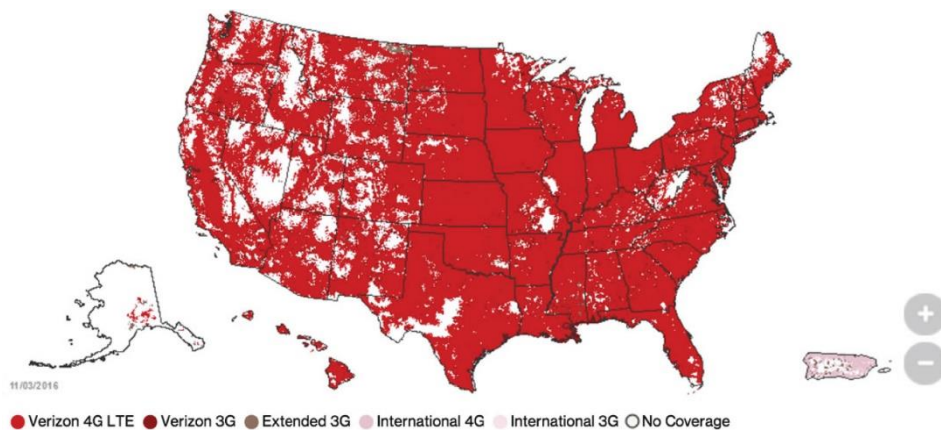 11/03/2016
Verizon 4G LTE Verizon 3G Extended 3G International 4G International 3G No Coverage